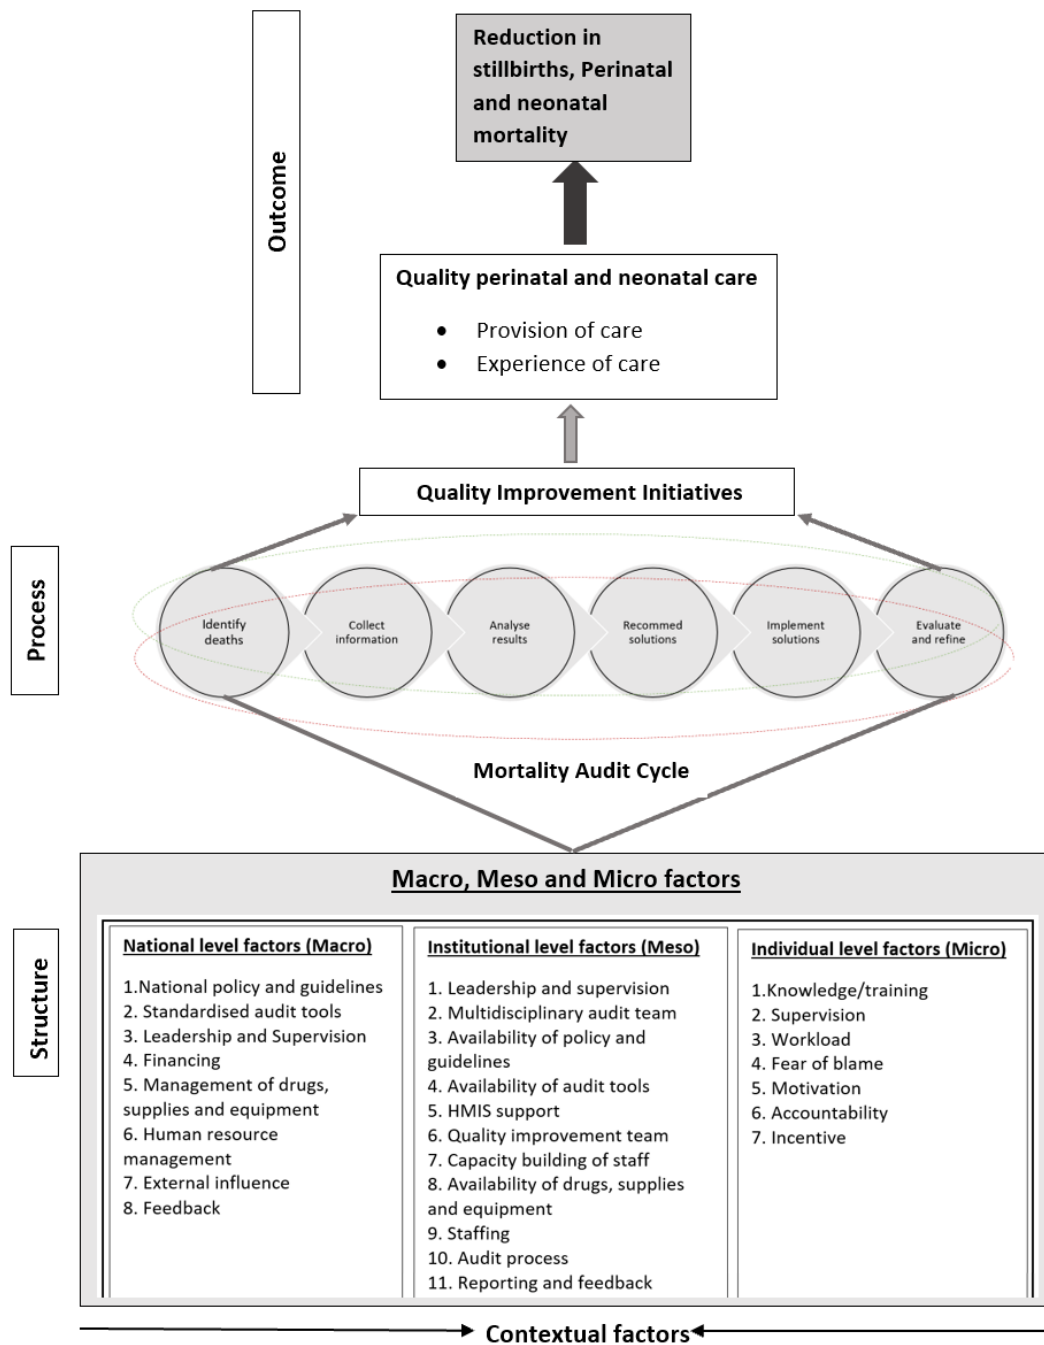 Outcome
Reduction in
stillbirths, Perinatal
and neonatal
mortality
Quality perinatal and neonatal care
• Provision of care
• Experience of care
Quality Improvement Initiatives
Process
Identify
deaths
Collect
information
Analyse
results
Recommed
solutions
Implement
solutions
Evaluate
and refine
Mortality Audit Cycle
Structure
Macro, Meso and Micro factors
National level factors (Macro)
1.National policy and guidelines
2. Standardised audit tools
3. Leadership and Supervision
4. Financing
5. Management of drugs,
supplies and equipment
6. Human resource
management
7. External influence
8. Feedback
Institutional level factors (Meso)
1. Leadership and supervision
2. Multidisciplinary audit team
3. Availability of policy and
guidelines
4. Availability of audit tools
5. HMIS support
6. Quality improvement team
7. Capacity building of staff
8. Availability of drugs, supplies
and equipment
9. Staffing
10. Audit process
11. Reporting and feedback
Individual level factors (Micro)
1.Knowledge/training
2. Supervision
3. Workload
4. Fear of blame
5. Motivation
6. Accountability
7. Incentive
Contextual factors